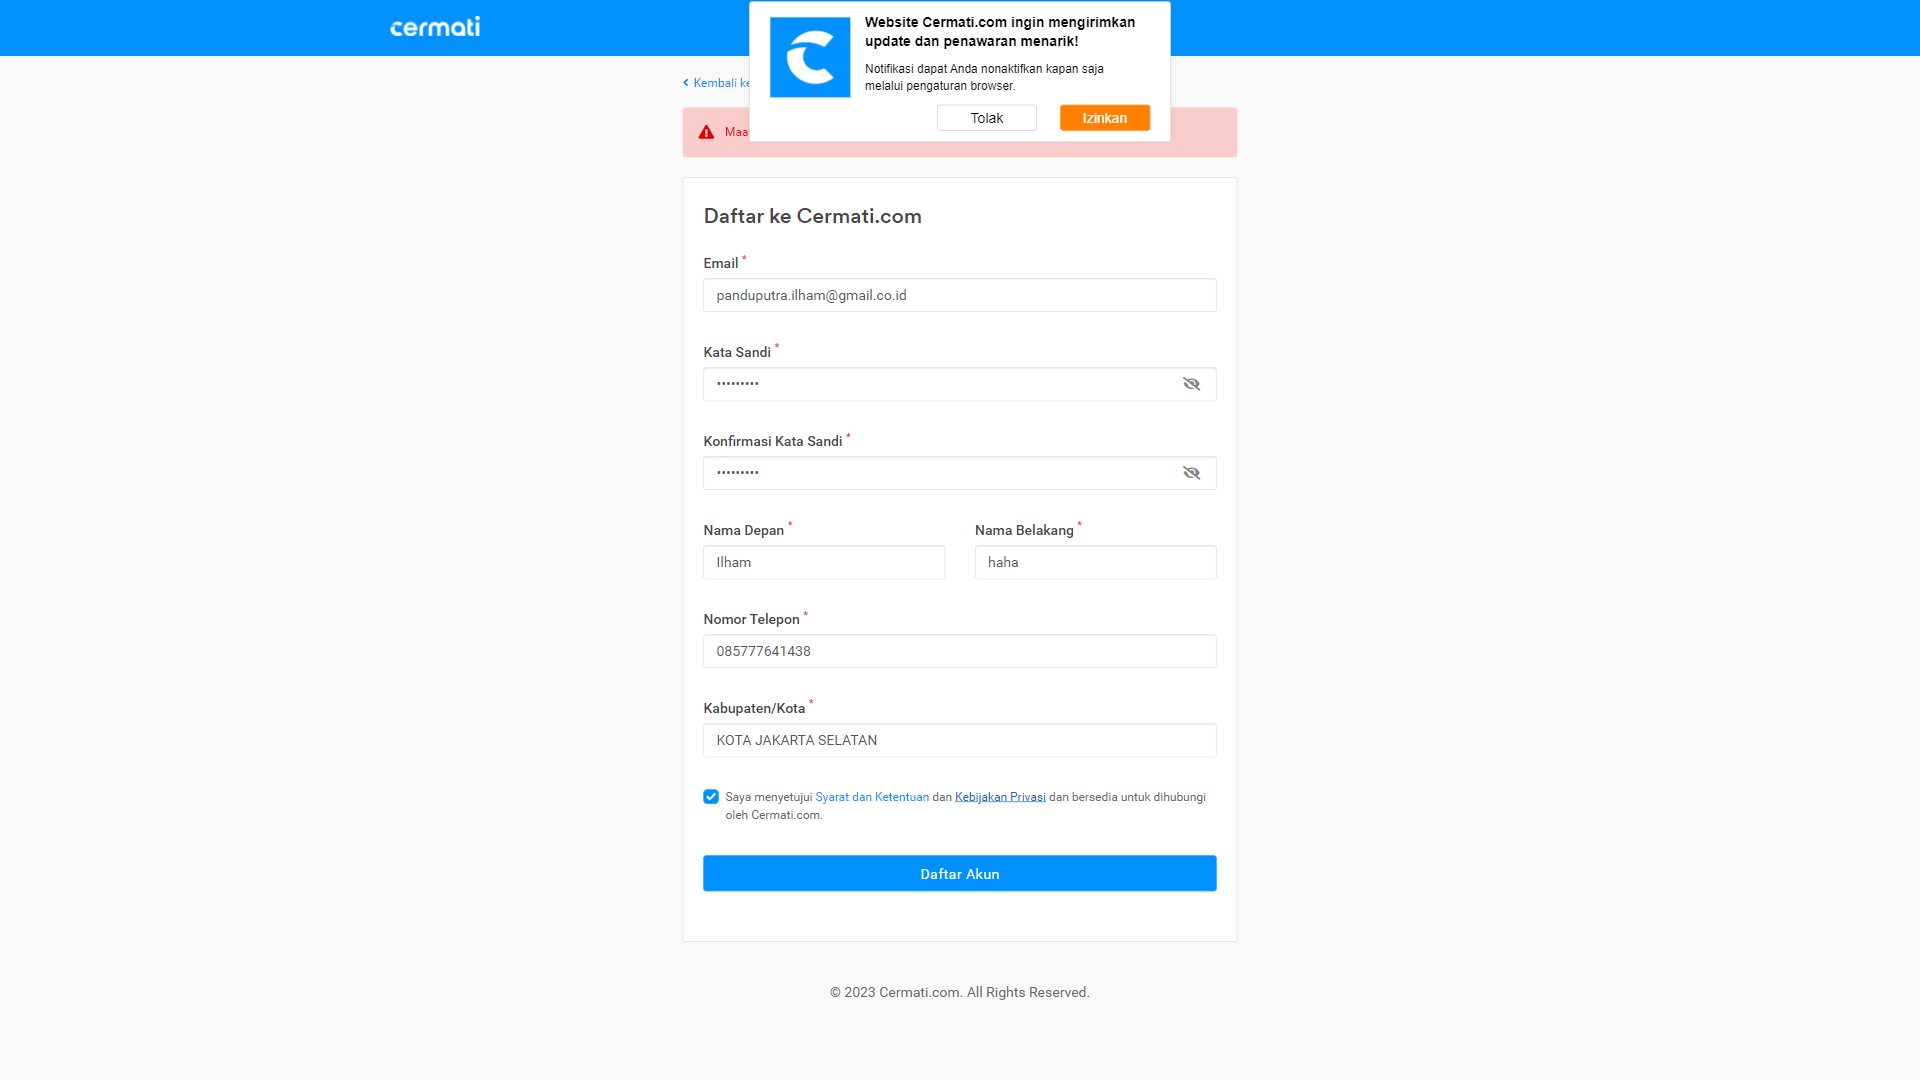 cermati
Website Cermati.com ingin mengirimkan
update dan penawaran menarik!
Notifikasi dapat Anda nonaktifkan kapan saja
melalui pengaturan browser.
Tolak
Izinkan
Kembali ke
Daftar ke Cermati.com
Email *
panduputra.ilham@gmail.co.id
Kata Sandi *
•••••••••
Konfirmasi Kata Sandi *
•••••••••
Nama Depan *
Nama Belakang *
Ilham
haha
Nomor Telepon *
085777641438
Kabupaten/Kota *
KOTA JAKARTA SELATAN
Saya menyetujui Syarat dan Ketentuan dan Kebijakan Privasi dan bersedia untuk dihubungi
oleh Cermati.com.
Daftar Akun
© 2023 Cermati.com. All Rights Reserved.